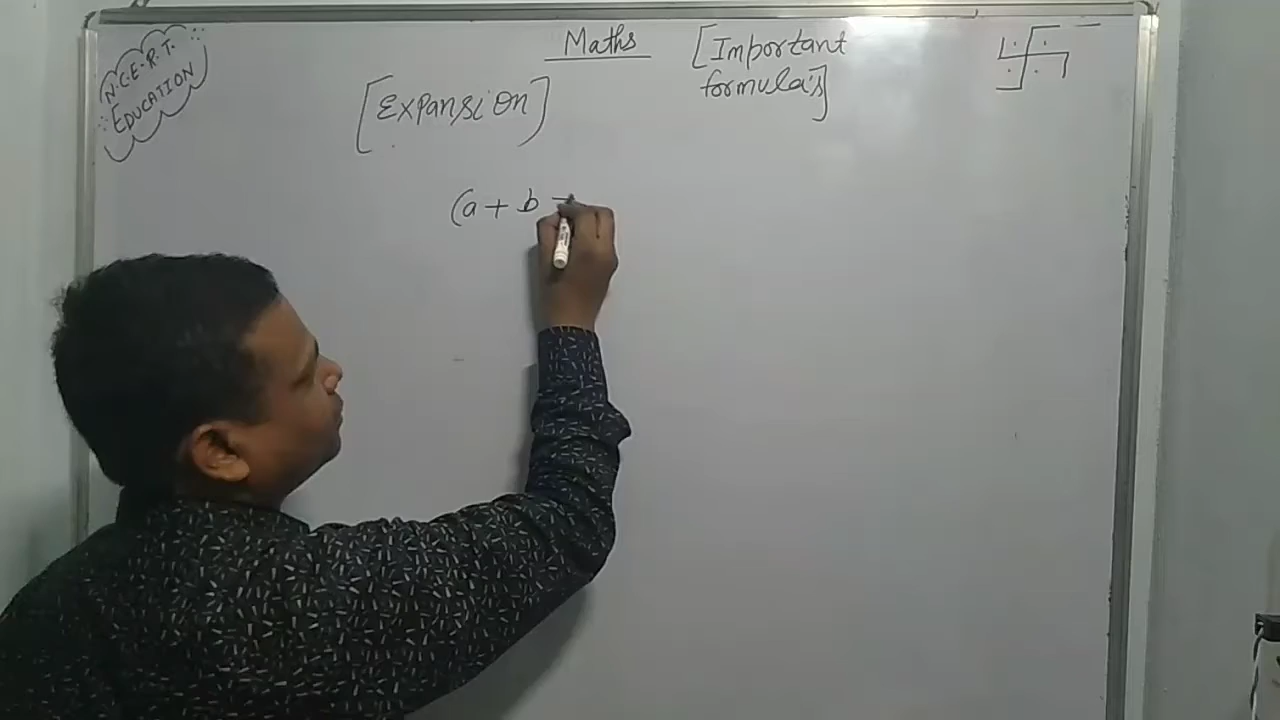 N.C.E.R.T.
EDUCATION
Maths
[Important
formula's]
[Expansion]
(a + b